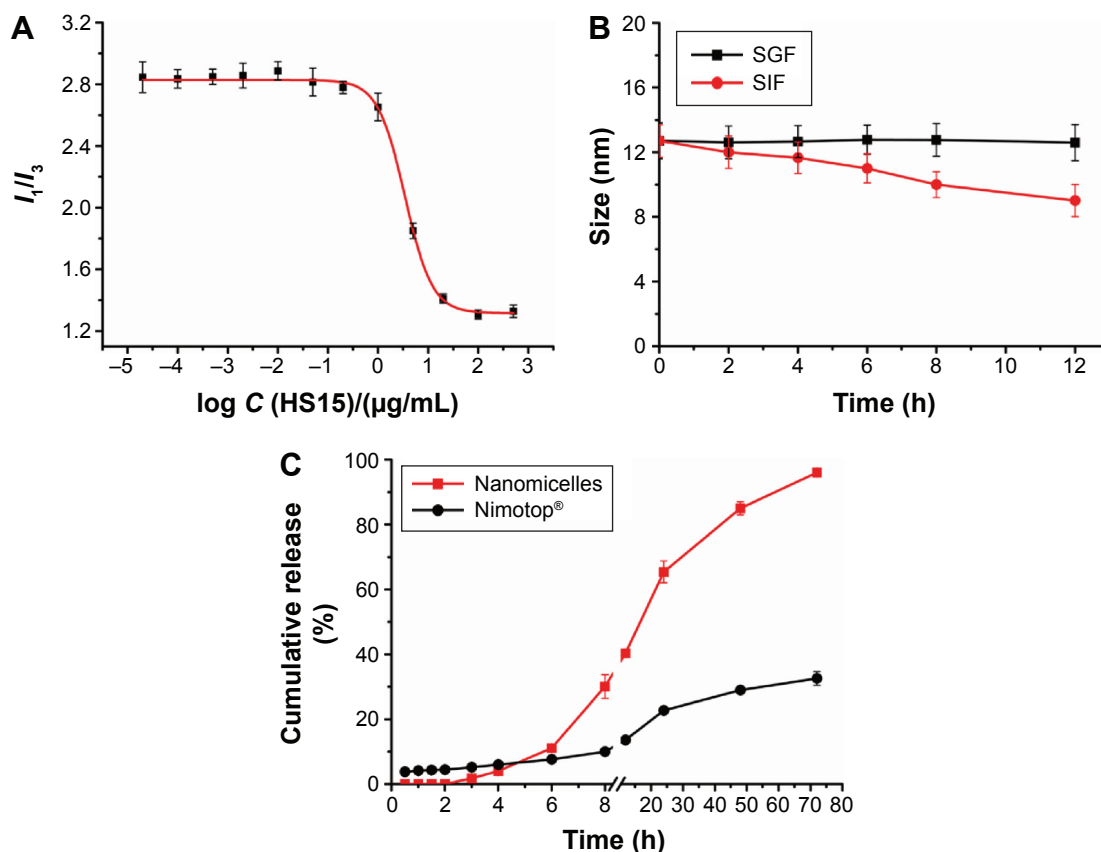 A
I₁/I₃
2.8
2.4
2.0
1.6
1.2
–5 –4 –3 –2 –1 0 1 2 3
log C (HS15)/(µg/mL)
B
SGF
SIF
Size (nm)
20
16
12
8
4
0
0 2 4 6 8 10 12
Time (h)
C
Nanomicelles
Nimotop®
Cumulative release
(%)
100
80
60
40
20
0
0 2 4 6 8 20 30 40 50 60 70 80
Time (h)